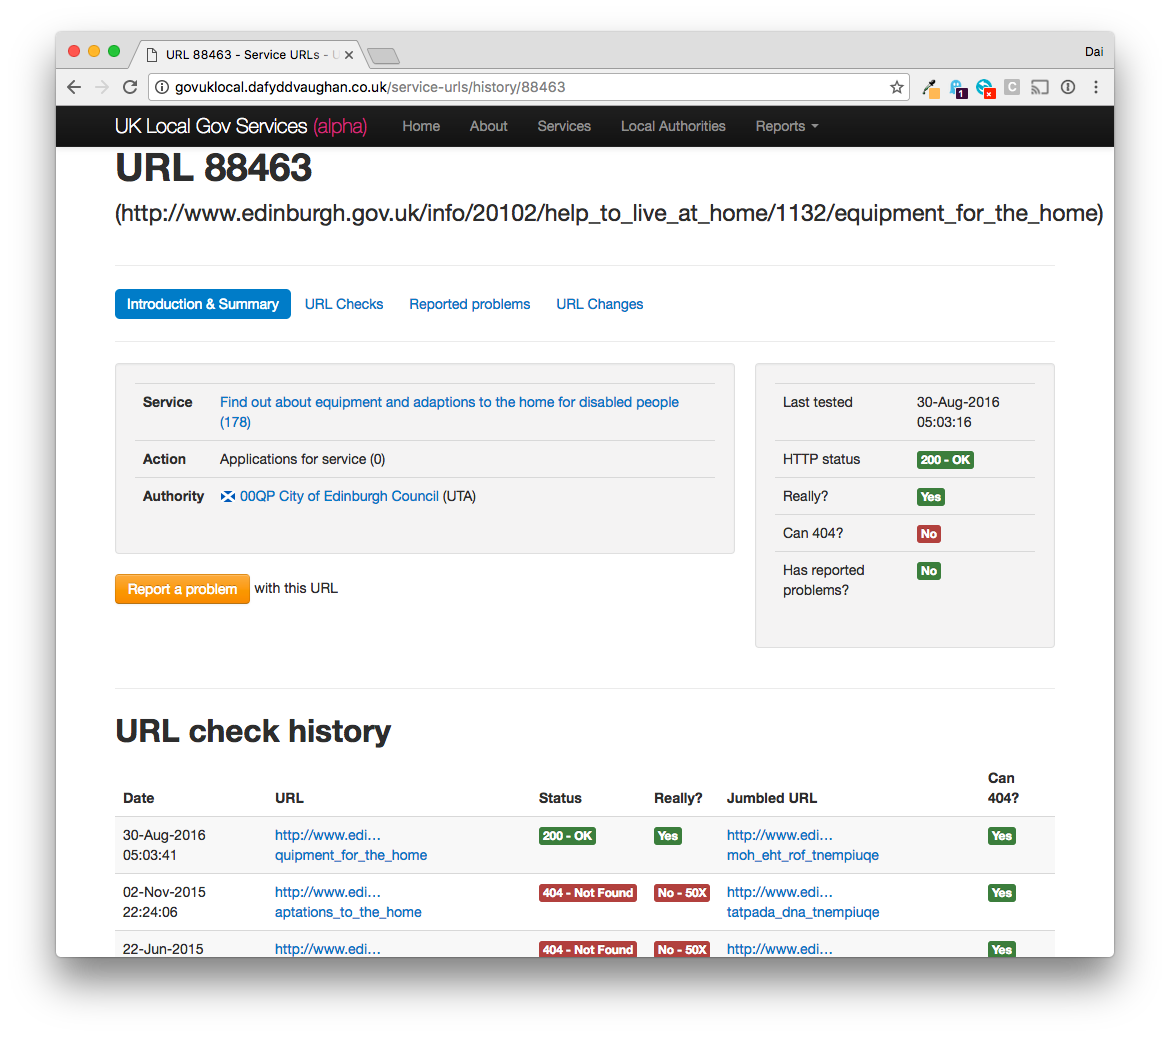 URL 88463 - Service URLs - U
Dai
govuklocal.dafyddvaughan.co.uk/service-urls/history/88463
1
C
UK Local Gov Services (alpha) Home About Services Local Authorities Reports
URL 88463
(http://www.edinburgh.gov.uk/info/20102/help_to_live_at_home/1132/equipment_for_the_home)
Introduction & Summary URL Checks Reported problems URL Changes
Service Find out about equipment and adaptions to the home for disabled people
(178)
Action Applications for service (0)
Authority 00QP City of Edinburgh Council (UTA)
Report a problem with this URL
Last tested 30-Aug-2016
05:03:16
HTTP status 200 - OK
Really? Yes
Can 404? No
Has reported No
problems?
URL check history
Date URL Status Really? Jumbled URL Can
404?
30-Aug-2016 http://www.edi… 200 - OK Yes http://www.edi… Yes
05:03:41 quipment_for_the_home moh_eht_rof_tnempiuqe
02-Nov-2015 http://www.edi… 404 - Not Found No - 50X http://www.edi… Yes
22:24:06 aptations_to_the_home tatpada_dna_tnempiuqe
22-Jun-2015 http://www.edi… 404 - Not Found No - 50X http://www.edi… Yes